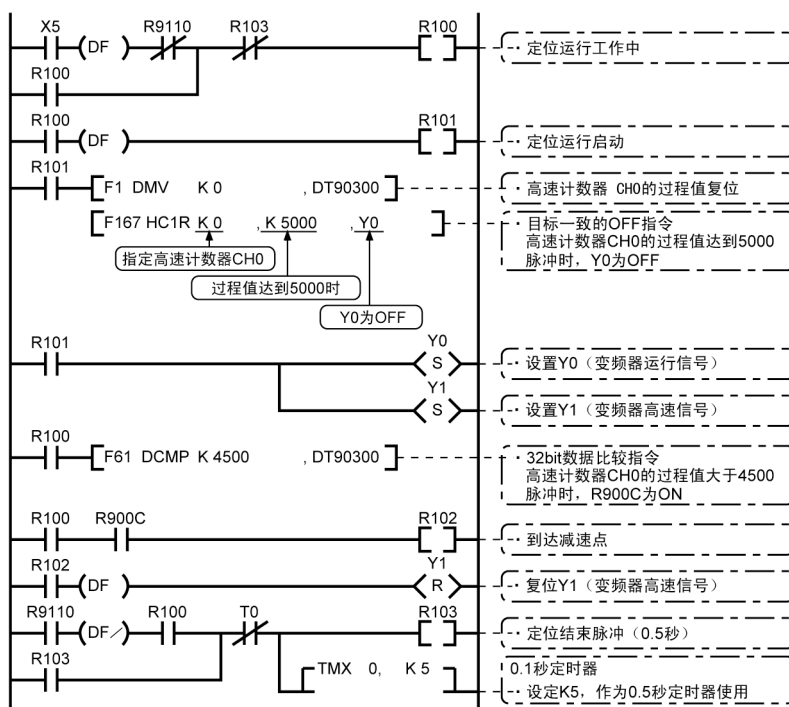 X5 R9110 R103 R100
DF
· 定位运行工作中
R100
R100 R101
DF
· 定位运行启动
R101
F1 DMV K 0 , DT90300
· 高速计数器 CH0的过程值复位
F167 HC1R K 0 , K 5000 , Y0
· 目标一致的OFF指令
高速计数器CH0的过程值达到5000
脉冲时，Y0为OFF
指定高速计数器CH0
过程值达到5000时
Y0为OFF
R101 Y0
S
· 设置Y0（变频器运行信号）
Y1
S
· 设置Y1（变频器高速信号）
R100
F61 DCMP K 4500 , DT90300
· 32bit数据比较指令
高速计数器CH0的过程值大于4500
脉冲时，R900C为ON
R100 R900C R102
· 到达减速点
R102 Y1
DF R
· 复位Y1（变频器高速信号）
R9110 R100 T0 R103
DF/
· 定位结束脉冲（0.5秒）
R103
TMX 0, K 5
0.1秒定时器
· 设定K5，作为0.5秒定时器使用